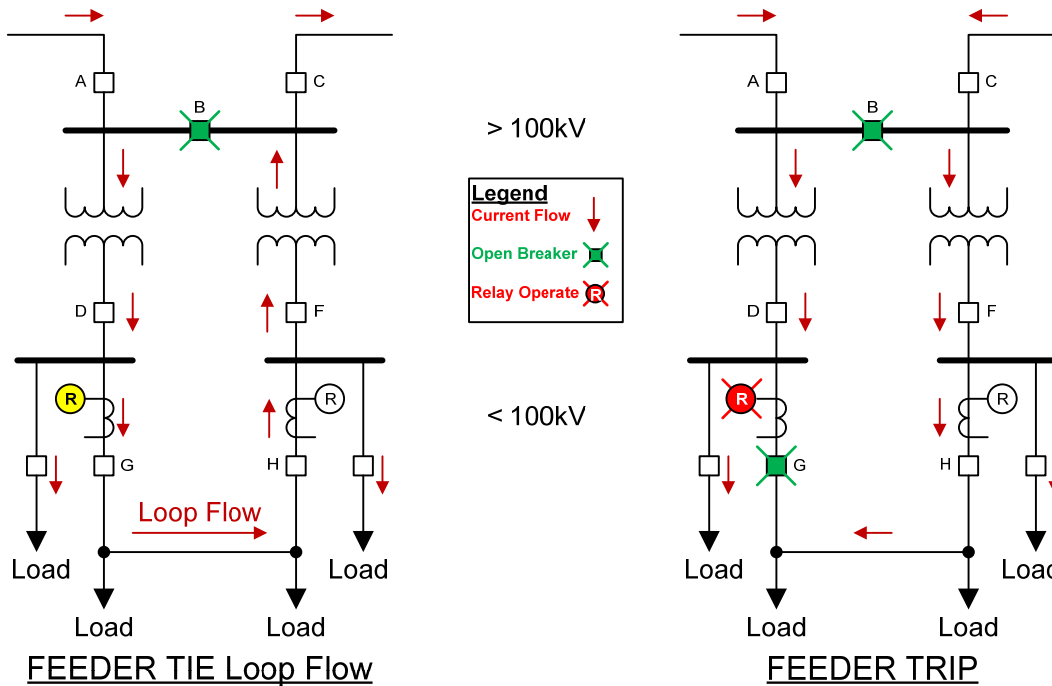 A
C
B
> 100kV
Legend
Current Flow
Open Breaker
Relay Operate R
D
F
R
R
< 100kV
G
H
Loop Flow
Load
Load
Load
Load
FEEDER TIE Loop Flow
A
B
D
F
R
R
G
H
Load
Load
Load
Load
FEEDER TRIP